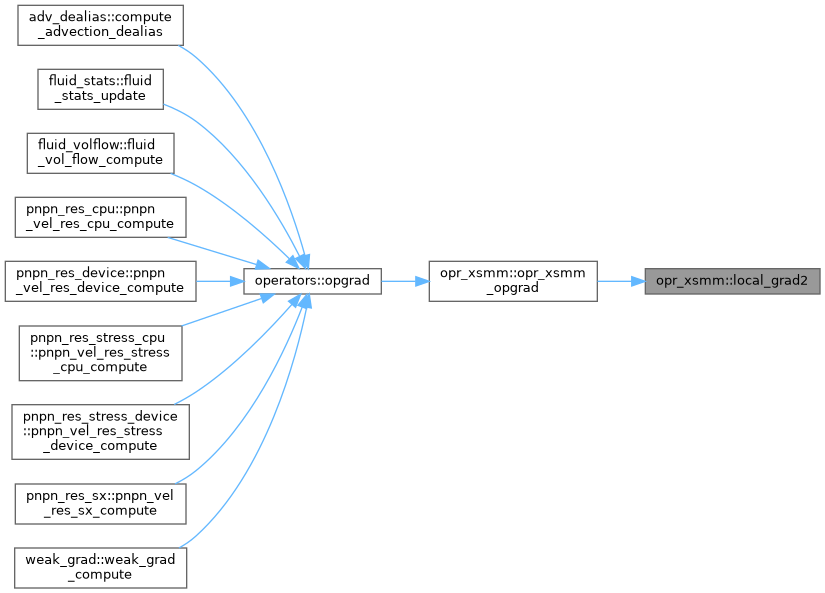 adv_dealias::compute
_advection_dealias
fluid_stats::fluid
_stats_update
fluid_volflow::fluid
_vol_flow_compute
pnpn_res_cpu::pnpn
_vel_res_cpu_compute
pnpn_res_device::pnpn
_vel_res_device_compute
operators::opgrad
opr_xsmm::opr_xsmm
_opgrad
opr_xsmm::local_grad2
pnpn_res_stress_cpu
::pnpn_vel_res_stress
_cpu_compute
pnpn_res_stress_device
::pnpn_vel_res_stress
_device_compute
pnpn_res_sx::pnpn_vel
_res_sx_compute
weak_grad::weak_grad
_compute